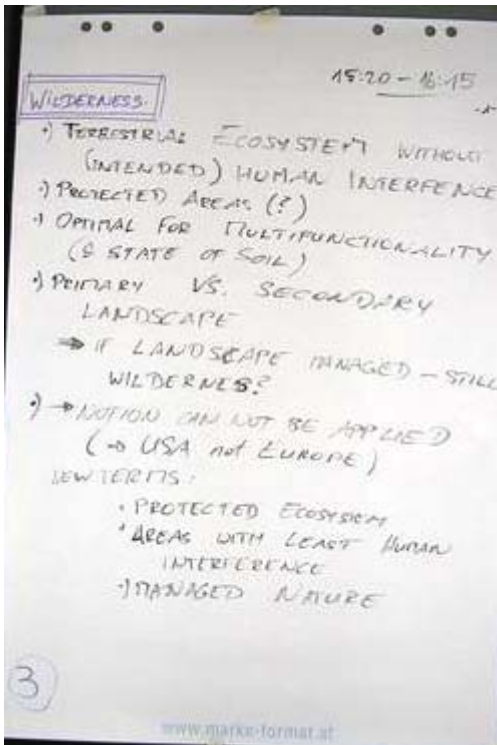 15:20 - 16:15
WILDERNESS.
•) TERRESTRIAL ECOSYSTEM WITHOUT
(INTENDED) HUMAN INTERFENCE
•) PROTECTED AREAS (?)
•) OPTIMAL FOR MULTIFUNCTIONALITY
(& STATE OF SOIL)
•) PRIMARY VS. SECONDARY
LANDSCAPE
→ IF LANDSCAPE MANAGED - STILL
WILDERNES?
•) → NOTION CAN NOT BE APPLIED
(→ USA not EUROPE)
NEW TERMS:
• PROTECTED ECOSYSTEM
• AREAS WITH LEAST HUMAN
INTERFERENCE
•) MANAGED NATURE
3
www.marke-format.at